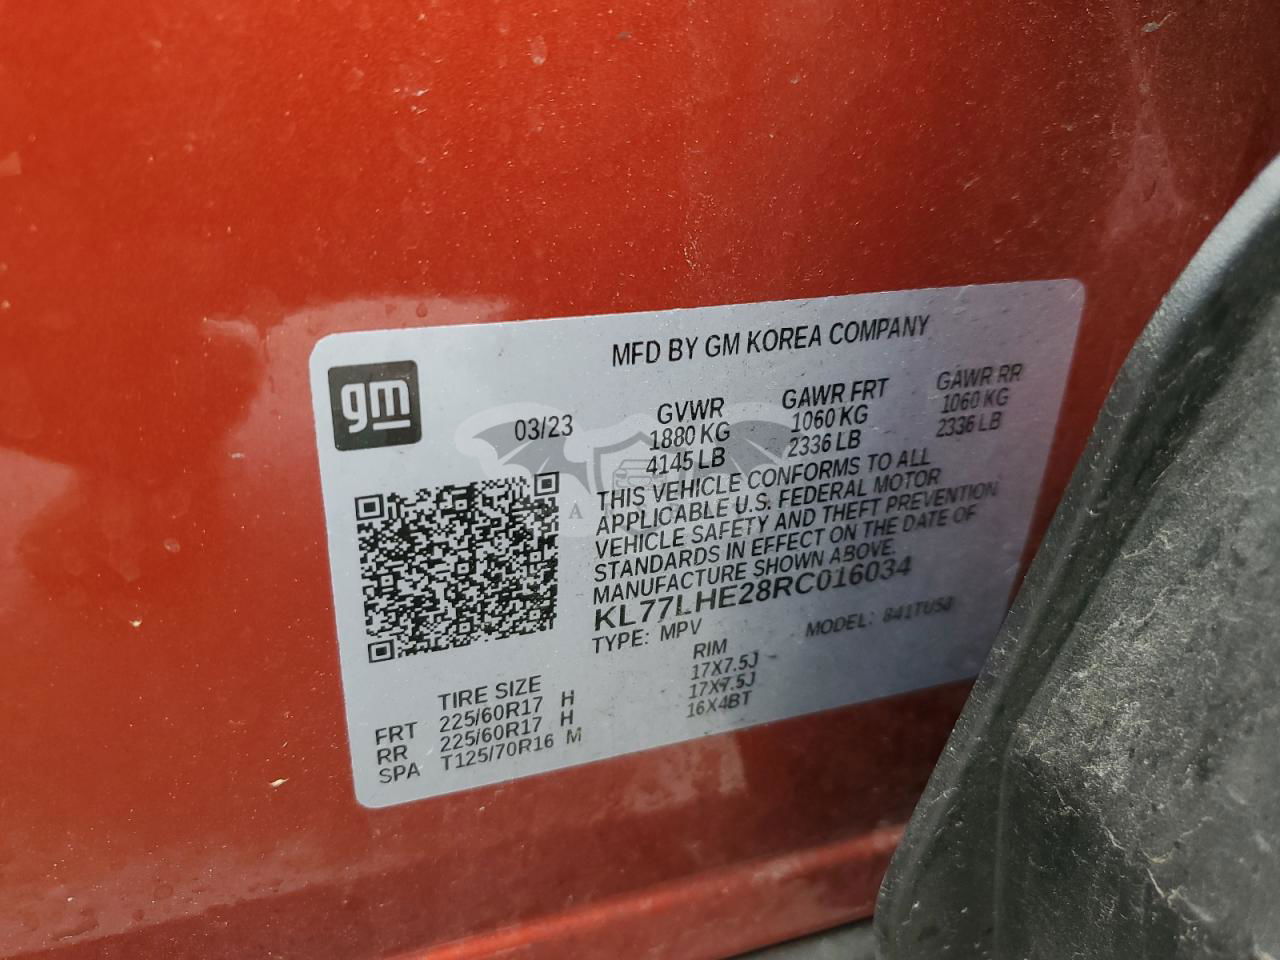 gm
MFD BY GM KOREA COMPANY
03/23
GVWR GAWR FRT GAWR RR
1880 KG 1060 KG 1060 KG
4145 LB 2336 LB 2336 LB
THIS VEHICLE CONFORMS TO ALL
APPLICABLE U.S. FEDERAL MOTOR
VEHICLE SAFETY AND THEFT PREVENTION
STANDARDS IN EFFECT ON THE DATE OF
MANUFACTURE SHOWN ABOVE.
KL77LHE28RC016034
TYPE: MPV MODEL: 841TU58
TIRE SIZE RIM
FRT 225/60R17 H 17X7.5J
RR 225/60R17 H 17X7.5J
SPA T125/70R16 M 16X4BT